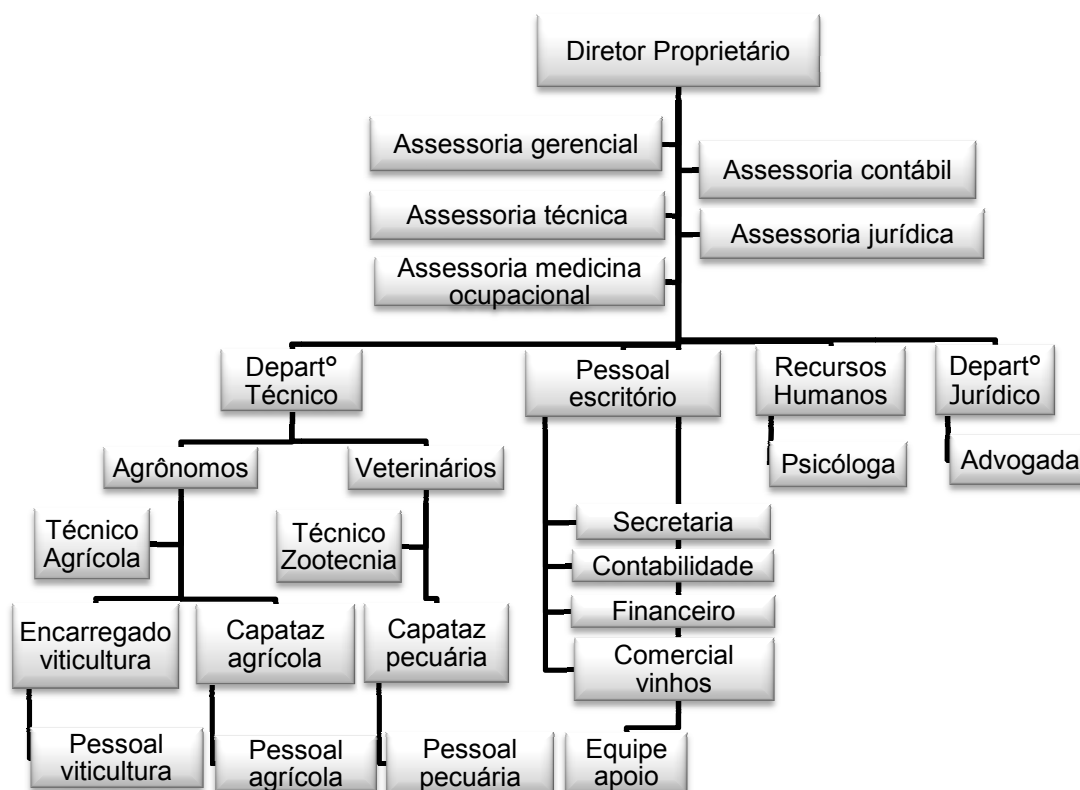 Diretor Proprietário
Assessoria gerencial
Assessoria contábil
Assessoria técnica
Assessoria jurídica
Assessoria medicina
ocupacional
Departº
Técnico
Pessoal
escritório
Recursos
Humanos
Departº
Jurídico
Agrônomos
Veterinários
Psicóloga
Advogada
Técnico
Agrícola
Técnico
Zootecnia
Secretaria
Contabilidade
Financeiro
Comercial
vinhos
Encarregado
viticultura
Capataz
agrícola
Capataz
pecuária
Pessoal
viticultura
Pessoal
agrícola
Pessoal
pecuária
Equipe
apoio